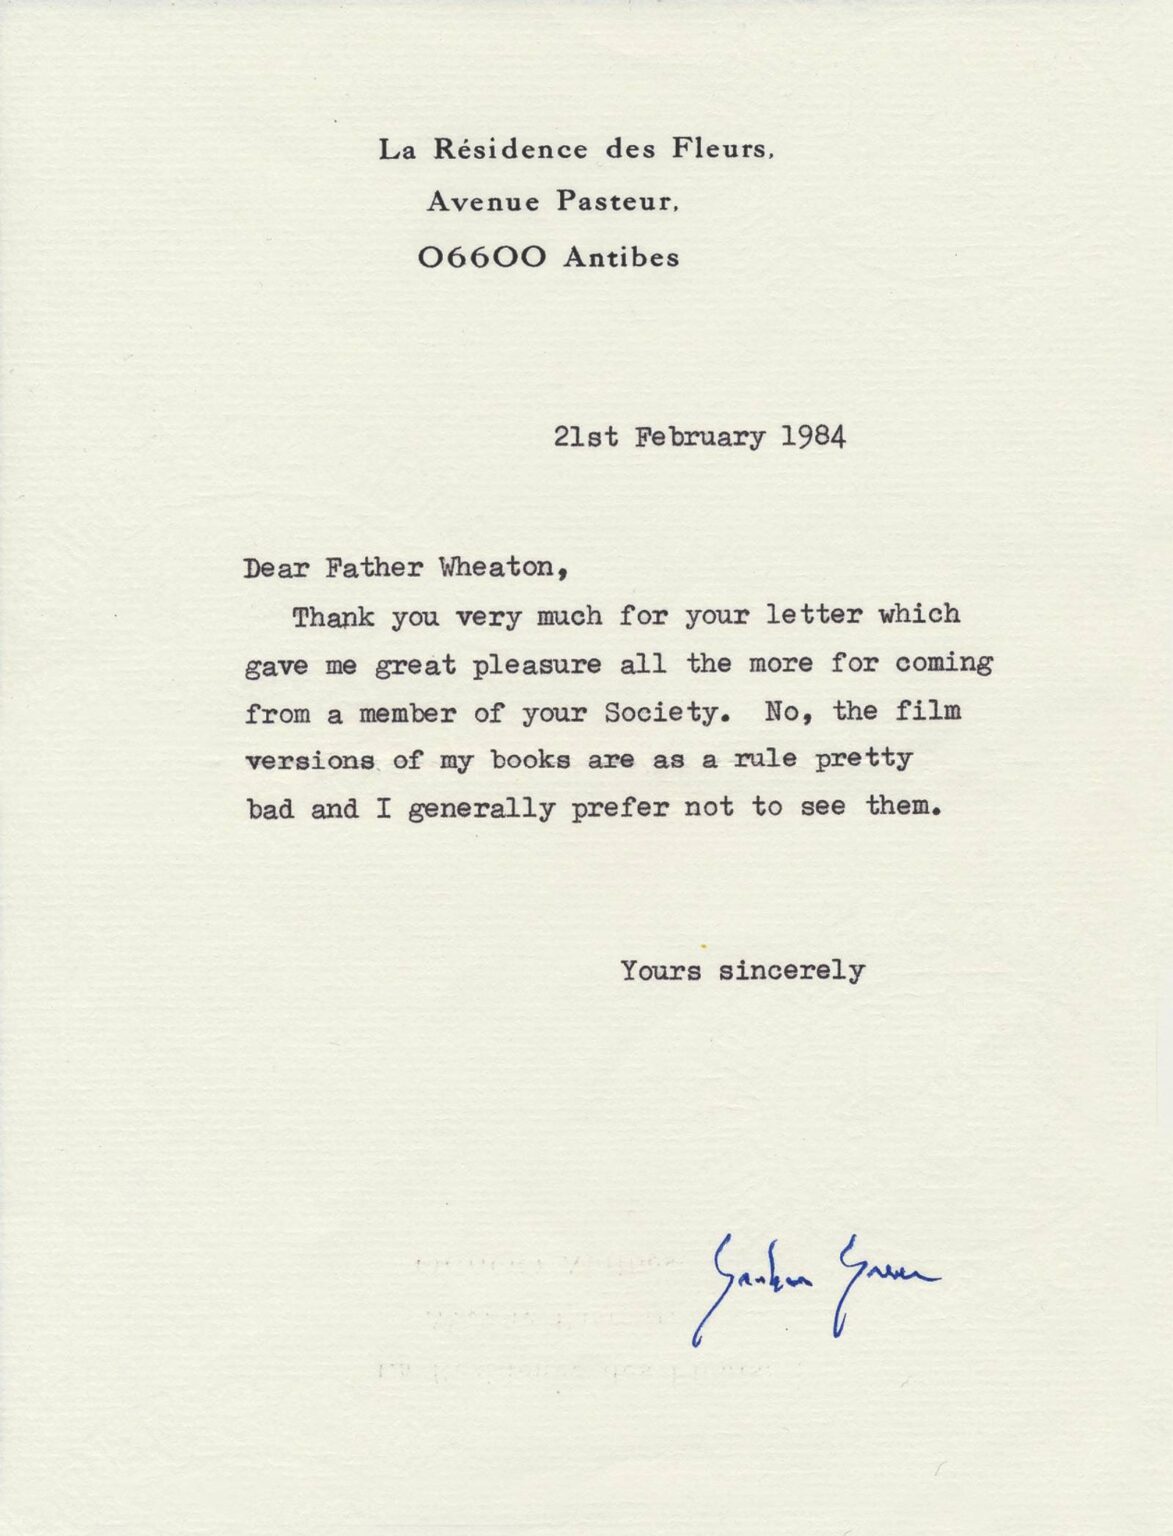 La Résidence des Fleurs,
Avenue Pasteur,
06600 Antibes
21st February 1984
Dear Father Wheaton,
Thank you very much for your letter which
gave me great pleasure all the more for coming
from a member of your Society. No, the film
versions of my books are as a rule pretty
bad and I generally prefer not to see them.
Yours sincerely
Graham Greene